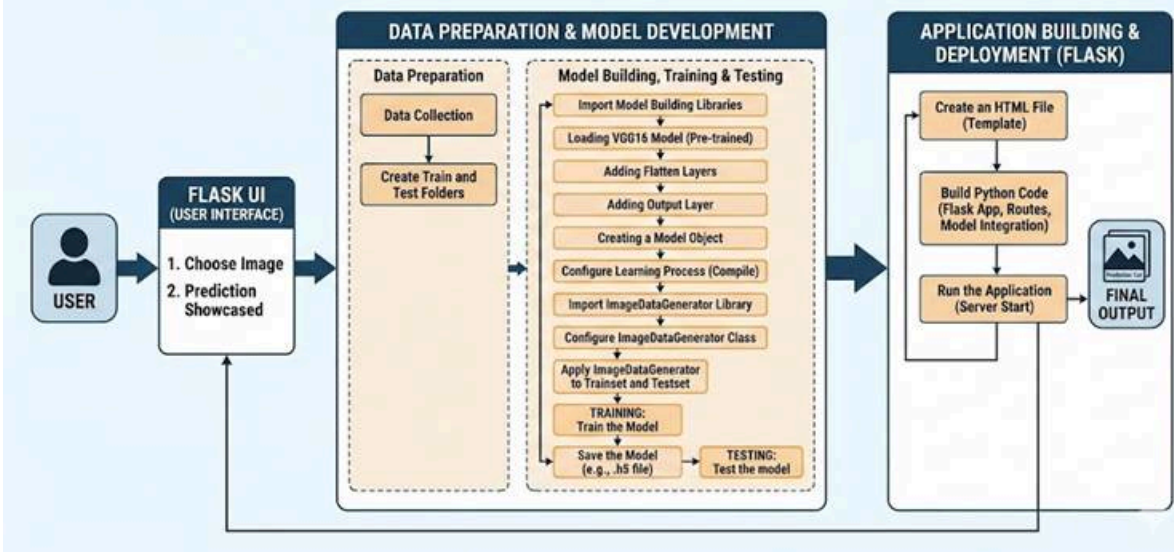 USER
FLASK UI
(USER INTERFACE)
1. Choose Image
2. Prediction
Showcased
DATA PREPARATION & MODEL DEVELOPMENT
Data Preparation
Data Collection
Create Train and
Test Folders
Model Building, Training & Testing
Import Model Building Libraries
Loading VGG16 Model (Pre-trained)
Adding Flatten Layers
Adding Output Layer
Creating a Model Object
Configure Learning Process (Compile)
Import ImageDataGenerator Library
Configure ImageDataGenerator Class
Apply ImageDataGenerator
to Trainset and Testset
TRAINING:
Train the Model
Save the Model
(e.g., .h5 file)
TESTING:
Test the model
APPLICATION BUILDING &
DEPLOYMENT (FLASK)
Create an HTML File
(Template)
Build Python Code
(Flask App, Routes,
Model Integration)
Run the Application
(Server Start)
FINAL
OUTPUT